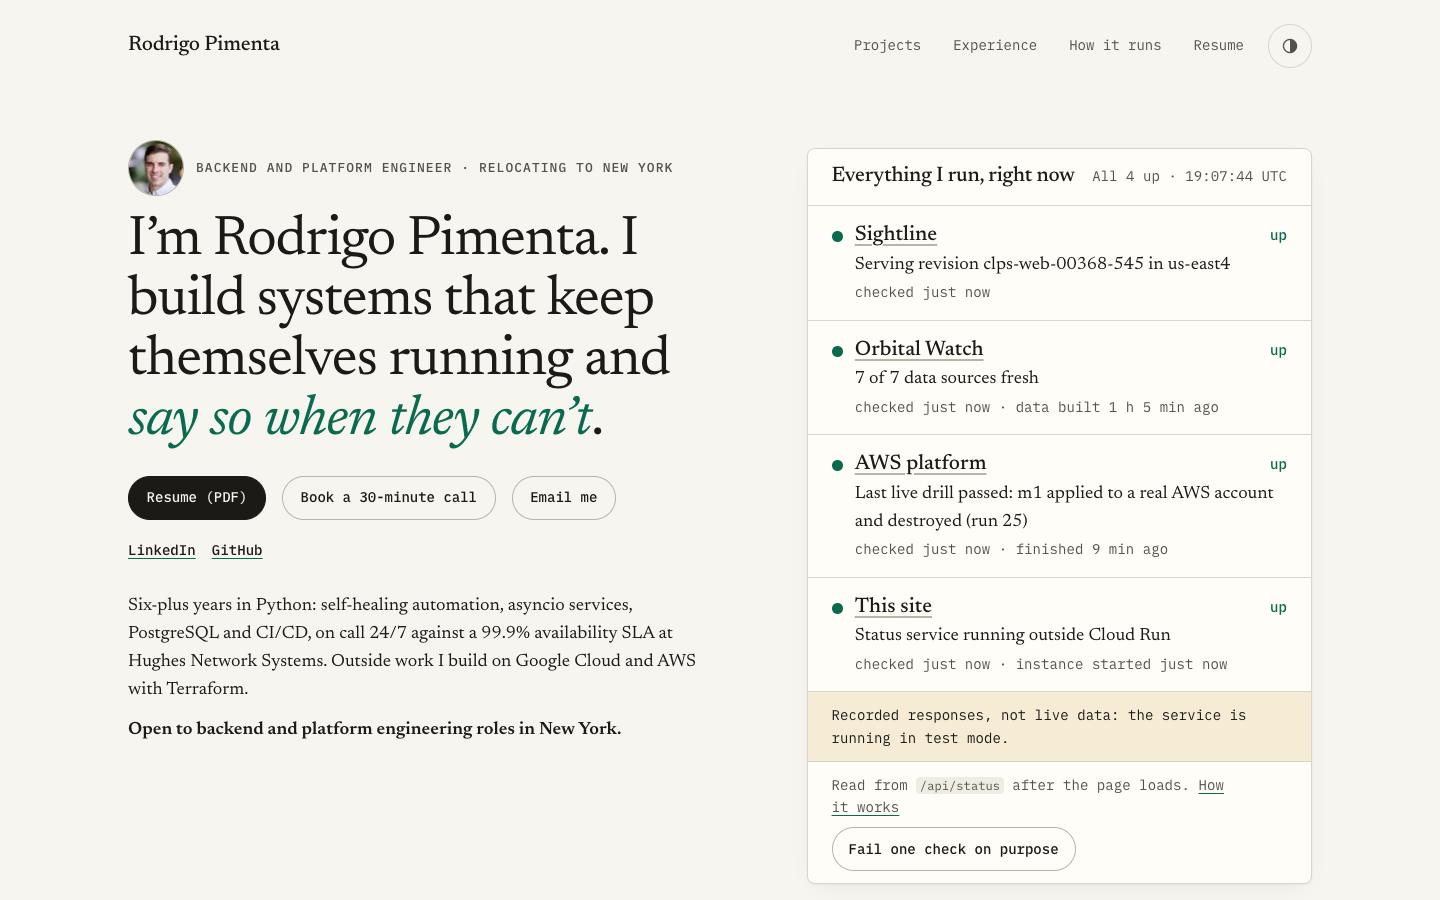 Rodrigo Pimenta
Projects Experience How it runs Resume
BACKEND AND PLATFORM ENGINEER · RELOCATING TO NEW YORK
I’m Rodrigo Pimenta. I
build systems that keep
themselves running and
say so when they can’t.
Resume (PDF) Book a 30-minute call Email me
LinkedIn GitHub
Six-plus years in Python: self-healing automation, asyncio services,
PostgreSQL and CI/CD, on call 24/7 against a 99.9% availability SLA at
Hughes Network Systems. Outside work I build on Google Cloud and AWS
with Terraform.
Open to backend and platform engineering roles in New York.
Everything I run, right now All 4 up · 19:07:44 UTC
Sightline up
Serving revision clps-web-00368-545 in us-east4
checked just now
Orbital Watch up
7 of 7 data sources fresh
checked just now · data built 1 h 5 min ago
AWS platform up
Last live drill passed: m1 applied to a real AWS account
and destroyed (run 25)
checked just now · finished 9 min ago
This site up
Status service running outside Cloud Run
checked just now · instance started just now
Recorded responses, not live data: the service is
running in test mode.
Read from /api/status after the page loads. How
it works
Fail one check on purpose